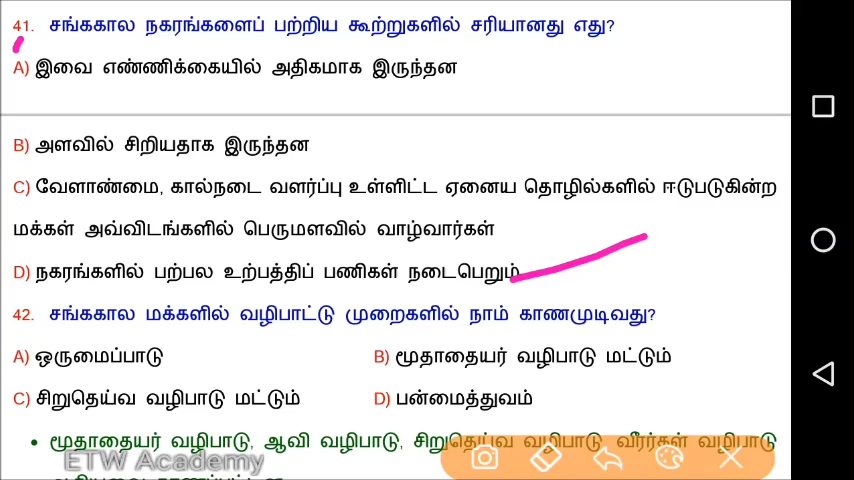 41. சங்ககால நகரங்களைப் பற்றிய கூற்றுகளில் சரியானது எது?
A) இவை எண்ணிக்கையில் அதிகமாக இருந்தன
B) அளவில் சிறியதாக இருந்தன
C) வேளாண்மை, கால்நடை வளர்ப்பு உள்ளிட்ட ஏனைய தொழில்களில் ஈடுபடுகின்ற
மக்கள் அவ்விடங்களில் பெருமளவில் வாழ்வார்கள்
D) நகரங்களில் பற்பல உற்பத்திப் பணிகள் நடைபெறும்
42. சங்ககால மக்களில் வழிபாட்டு முறைகளில் நாம் காணமுடிவது?
A) ஒருமைப்பாடு B) மூதாதையர் வழிபாடு மட்டும்
C) சிறுதெய்வ வழிபாடு மட்டும் D) பன்மைத்துவம்
• மூதாதையர் வழிபாடு, ஆவி வழிபாடு, சிறுதெய்வ வழிபாடு, வீரர்கள் வழிபாடு
ETW Academy